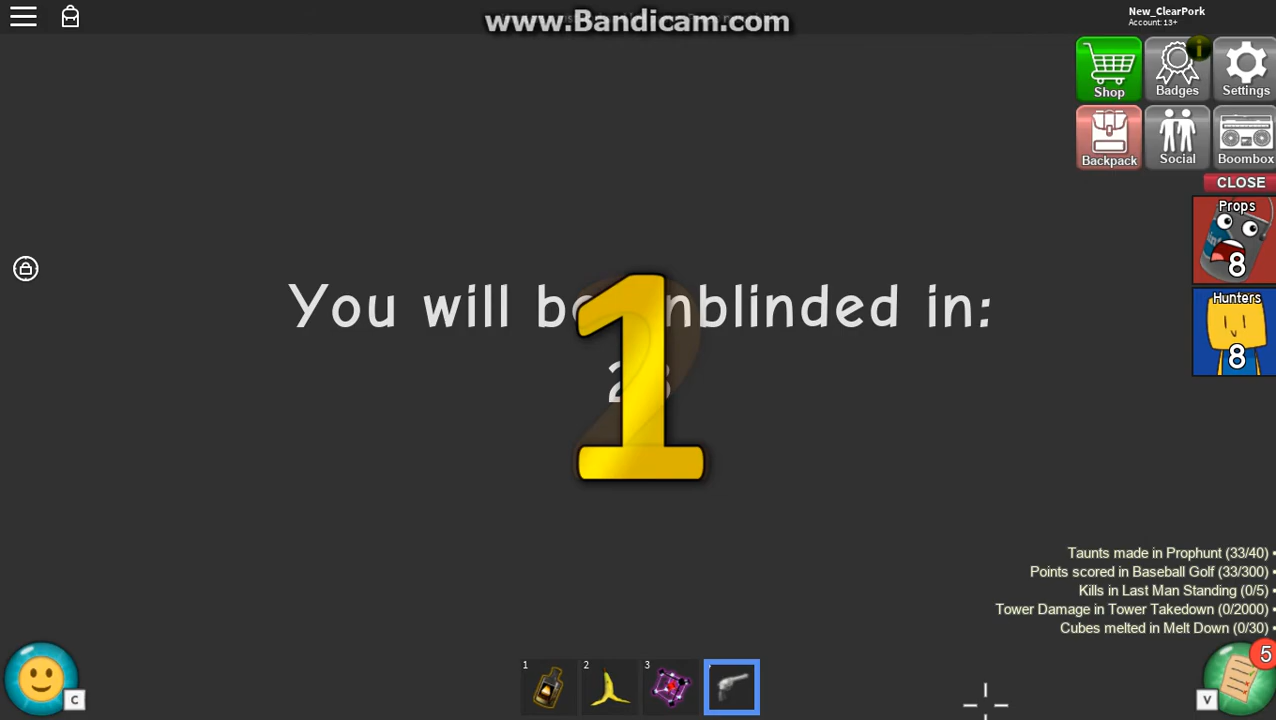 www.Bandicam.com
New_ClearPork
Account: 13+
Shop
Badges
Settings
Backpack
Social
Boombox
CLOSE
Props
8
Hunters
8
You will be unblinded in:
1
Taunts made in Prophunt (33/40) •
Points scored in Baseball Golf (33/300) •
Kills in Last Man Standing (0/5) •
Tower Damage in Tower Takedown (0/2000) •
Cubes melted in Melt Down (0/30) •
C
1
2
3
V
5